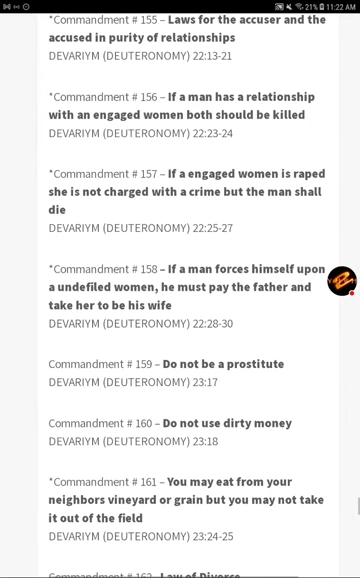 21% 11:22 AM
*Commandment # 155 – Laws for the accuser and the
accused in purity of relationships
DEVARIYM (DEUTERONOMY) 22:13-21
*Commandment # 156 – If a man has a relationship
with an engaged women both should be killed
DEVARIYM (DEUTERONOMY) 22:23-24
*Commandment # 157 – If a engaged women is raped
she is not charged with a crime but the man shall
die
DEVARIYM (DEUTERONOMY) 22:25-27
*Commandment # 158 – If a man forces himself upon
a undefiled women, he must pay the father and
take her to be his wife
DEVARIYM (DEUTERONOMY) 22:28-30
Commandment # 159 – Do not be a prostitute
DEVARIYM (DEUTERONOMY) 23:17
Commandment # 160 – Do not use dirty money
DEVARIYM (DEUTERONOMY) 23:18
*Commandment # 161 – You may eat from your
neighbors vineyard or grain but you may not take
it out of the field
DEVARIYM (DEUTERONOMY) 23:24-25
Commandment # 162 – Law of Divorce